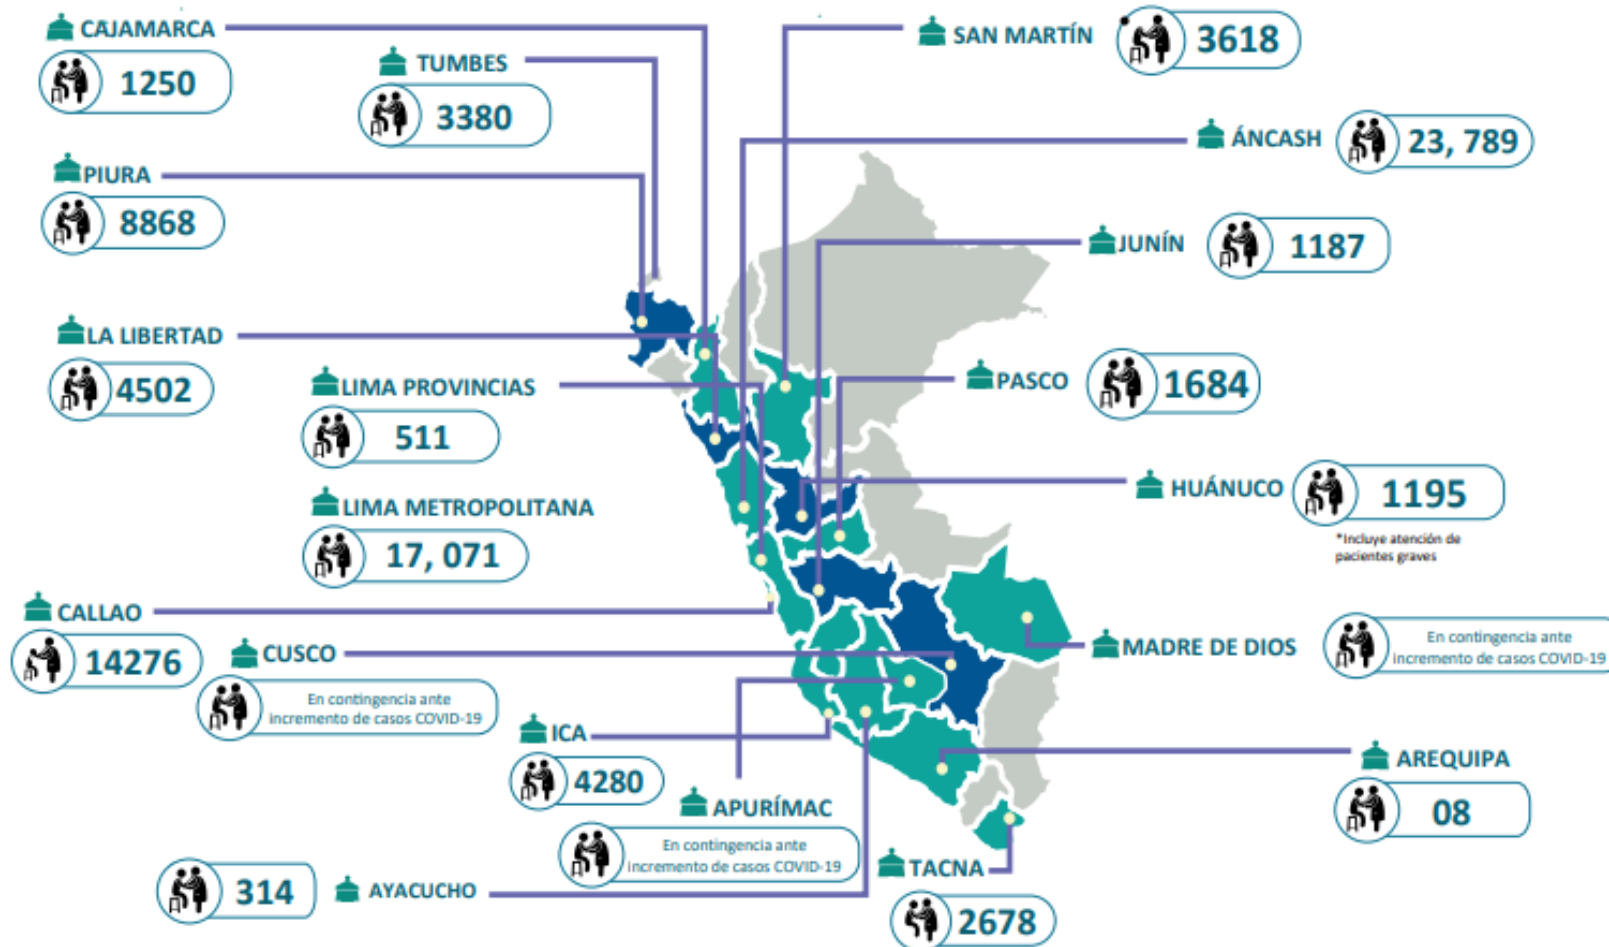 CAJAMARCA
1250
TUMBES
3380
SAN MARTÍN
3618
ÁNCASH
23, 789
PIURA
8868
JUNÍN
1187
LA LIBERTAD
4502
LIMA PROVINCIAS
511
PASCO
1684
LIMA METROPOLITANA
17, 071
HUÁNUCO
1195
*Incluye atención de
pacientes graves
CALLAO
14276
CUSCO
En contingencia ante
incremento de casos COVID-19
MADRE DE DIOS
En contingencia ante
incremento de casos COVID-19
ICA
4280
APURÍMAC
En contingencia ante
incremento de casos COVID-19
AREQUIPA
08
TACNA
2678
314
AYACUCHO